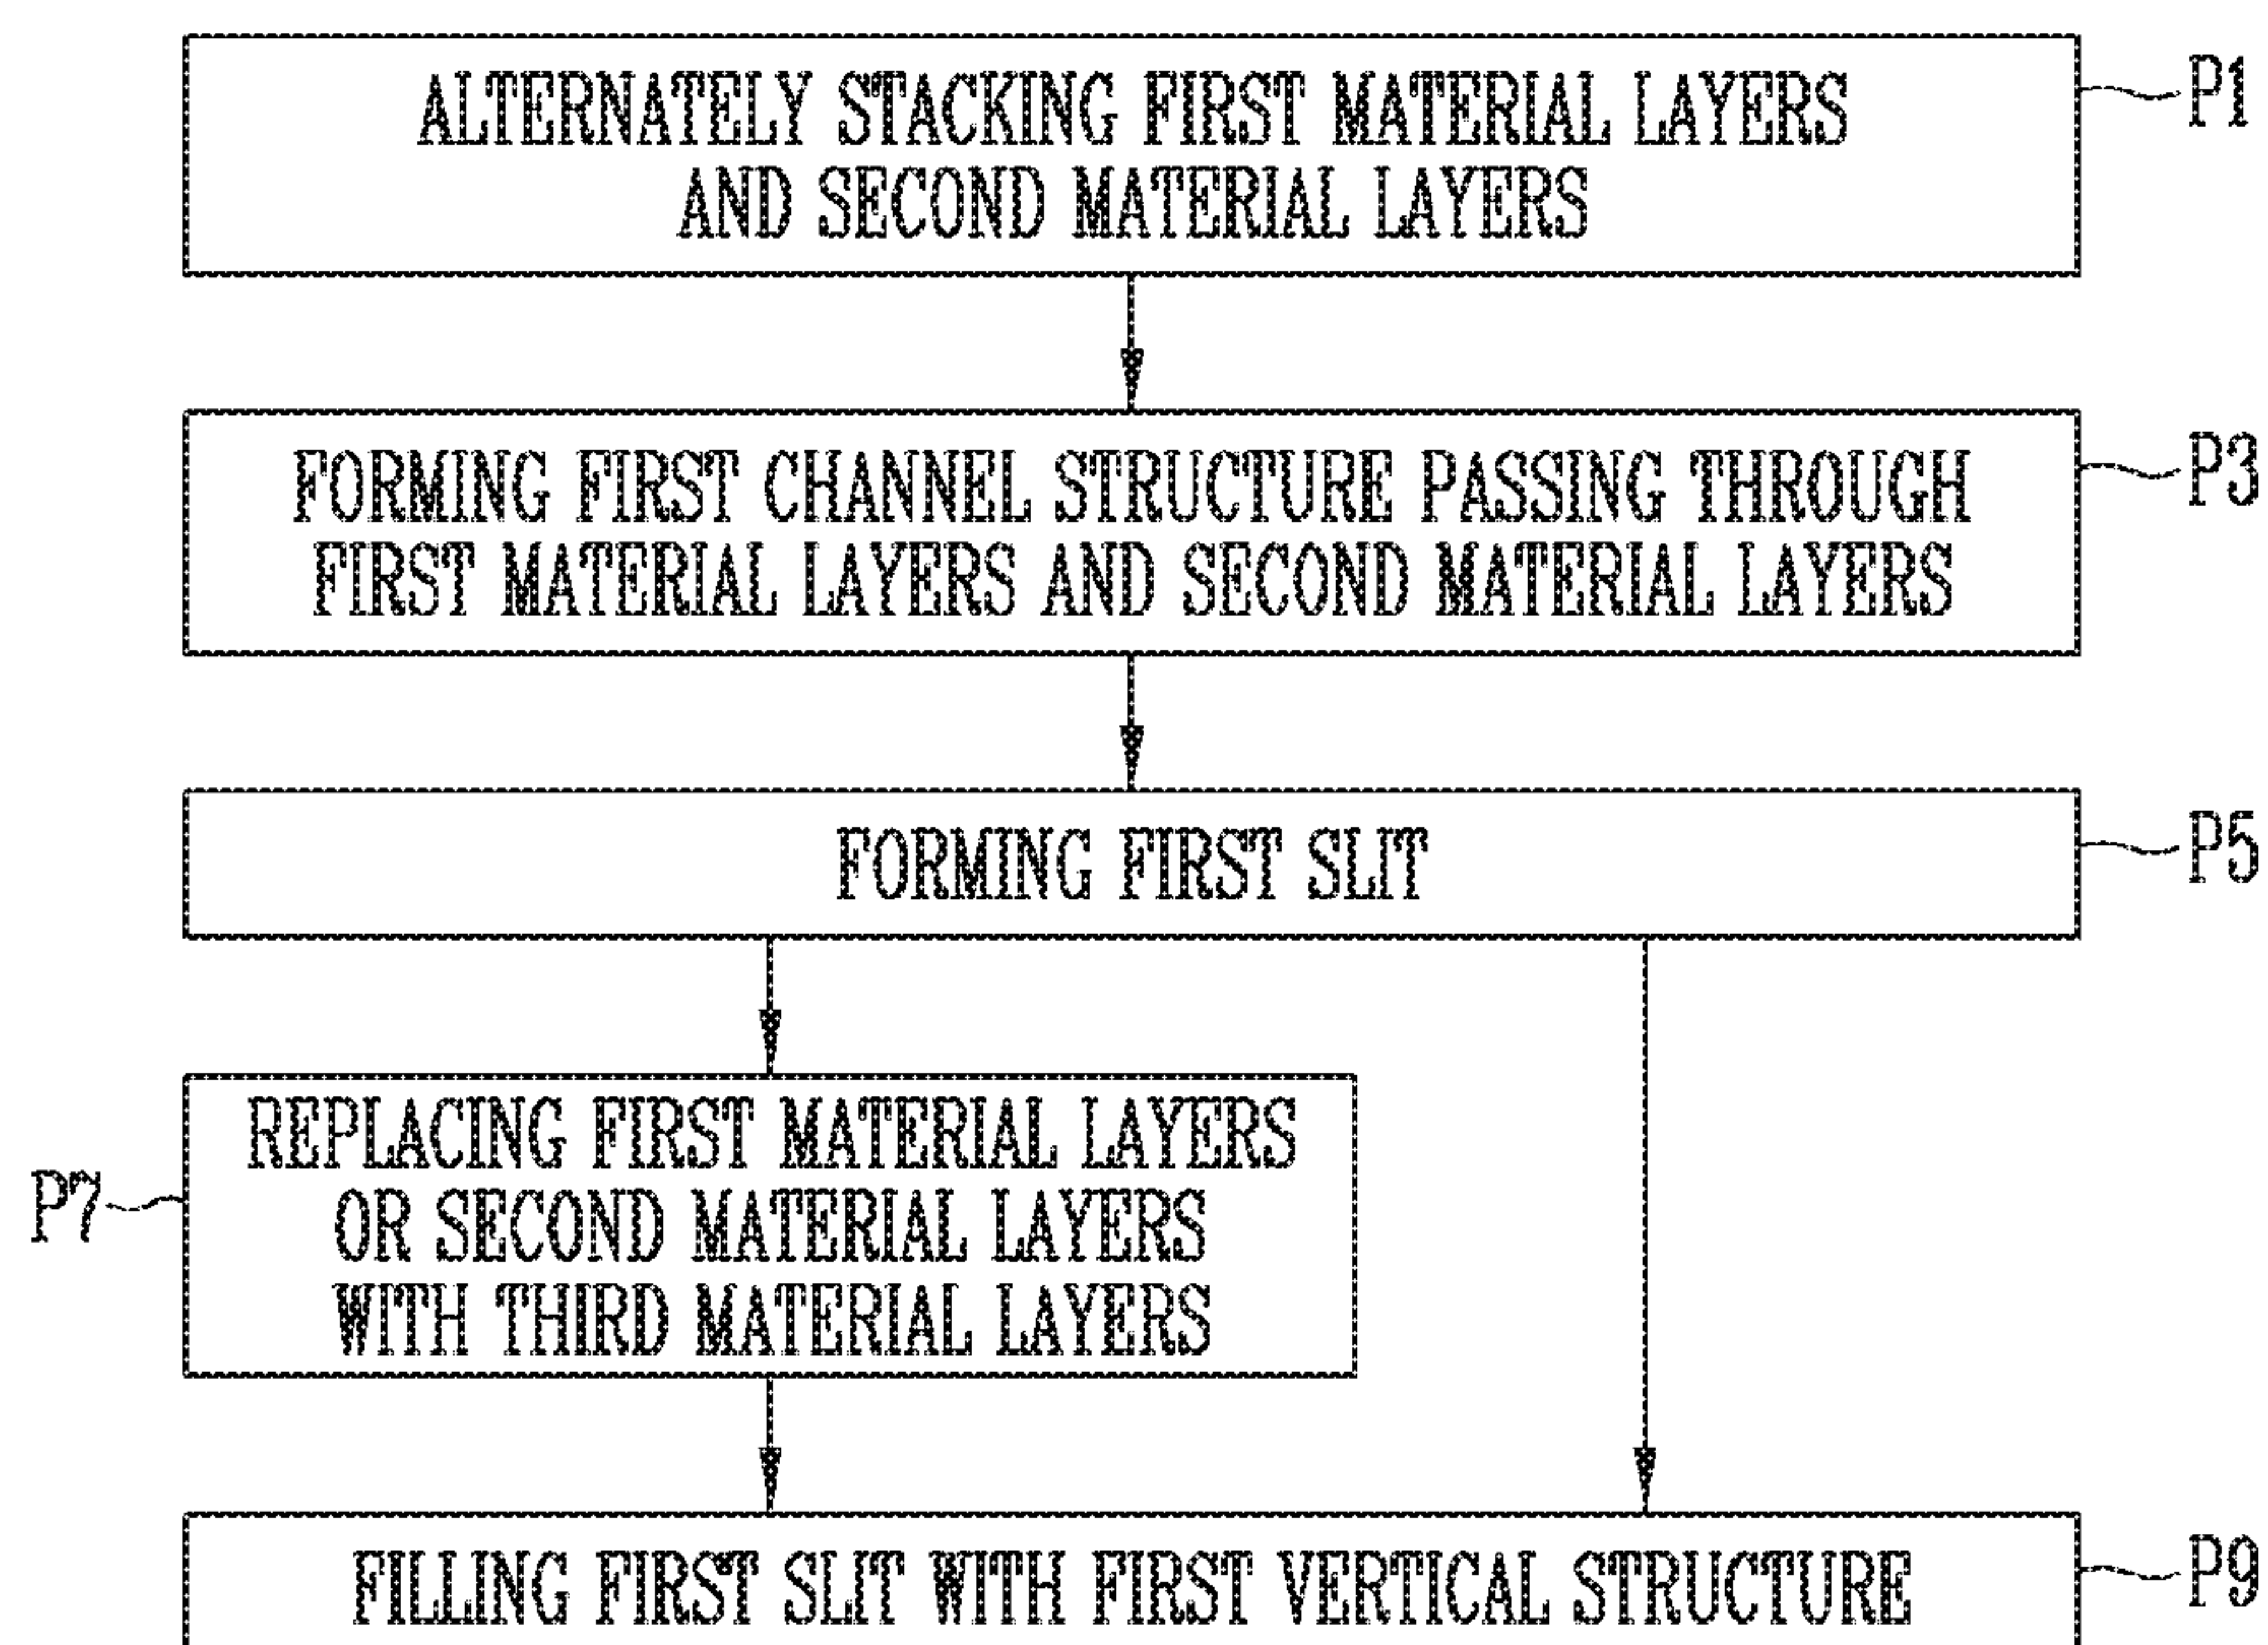 ALTERNATELY STACKING FIRST MATERIAL LAYERS
AND SECOND MATERIAL LAYERS
P1
FORMING FIRST CHANNEL STRUCTURE PASSING THROUGH
FIRST MATERIAL LAYERS AND SECOND MATERIAL LAYERS
P3
FORMING FIRST SLIT
P5
REPLACING FIRST MATERIAL LAYERS
OR SECOND MATERIAL LAYERS
WITH THIRD MATERIAL LAYERS
P7
FILLING FIRST SLIT WITH FIRST VERTICAL STRUCTURE
P9